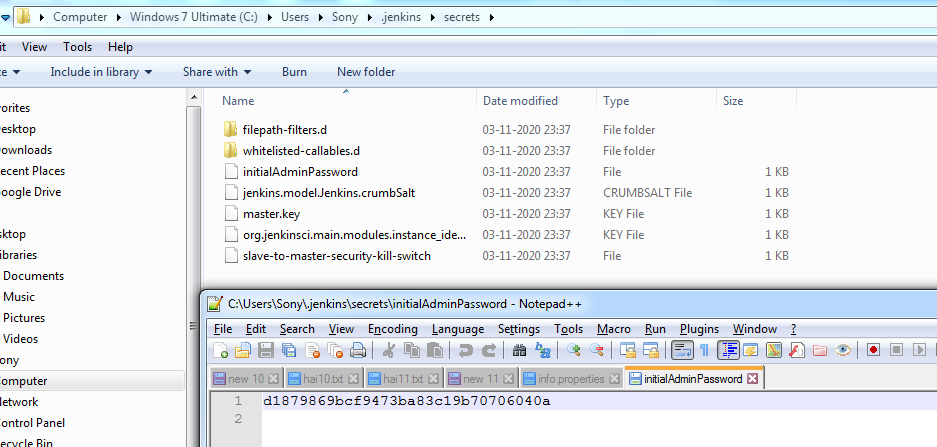 Computer Windows 7 Ultimate (C:) Users Sony .jenkins secrets
it View Tools Help
ze Include in library Share with Burn New folder
Name Date modified Type Size
vorites
esktop
ownloads
ecent Places
Google Drive
sktop
ibraries
Documents
Music
Pictures
Videos
ony
Computer
Network
Control Panel
Recycle Bin
filepath-filters.d 03-11-2020 23:37 File folder
whitelisted-callables.d 03-11-2020 23:37 File folder
initialAdminPassword 03-11-2020 23:37 File 1 KB
jenkins.model.Jenkins.crumbSalt 03-11-2020 23:37 CRUMBSALT File 1 KB
master.key 03-11-2020 23:37 KEY File 1 KB
org.jenkinsci.main.modules.instance_ide... 03-11-2020 23:37 KEY File 1 KB
slave-to-master-security-kill-switch 03-11-2020 23:37 File 1 KB
C:\Users\Sony\.jenkins\secrets\initialAdminPassword - Notepad++
File Edit Search View Encoding Language Settings Tools Macro Run Plugins Window ?
new 10 hai10.txt hai11.txt new 11 info.properties initialAdminPassword
1 d1879869bcf9473ba83c19b70706040a
2